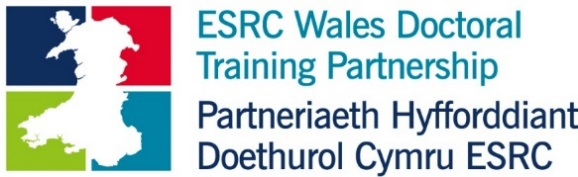 ESRC Wales Doctoral
Training Partnership
Partneriaeth Hyfforddiant
Doethurol Cymru ESRC